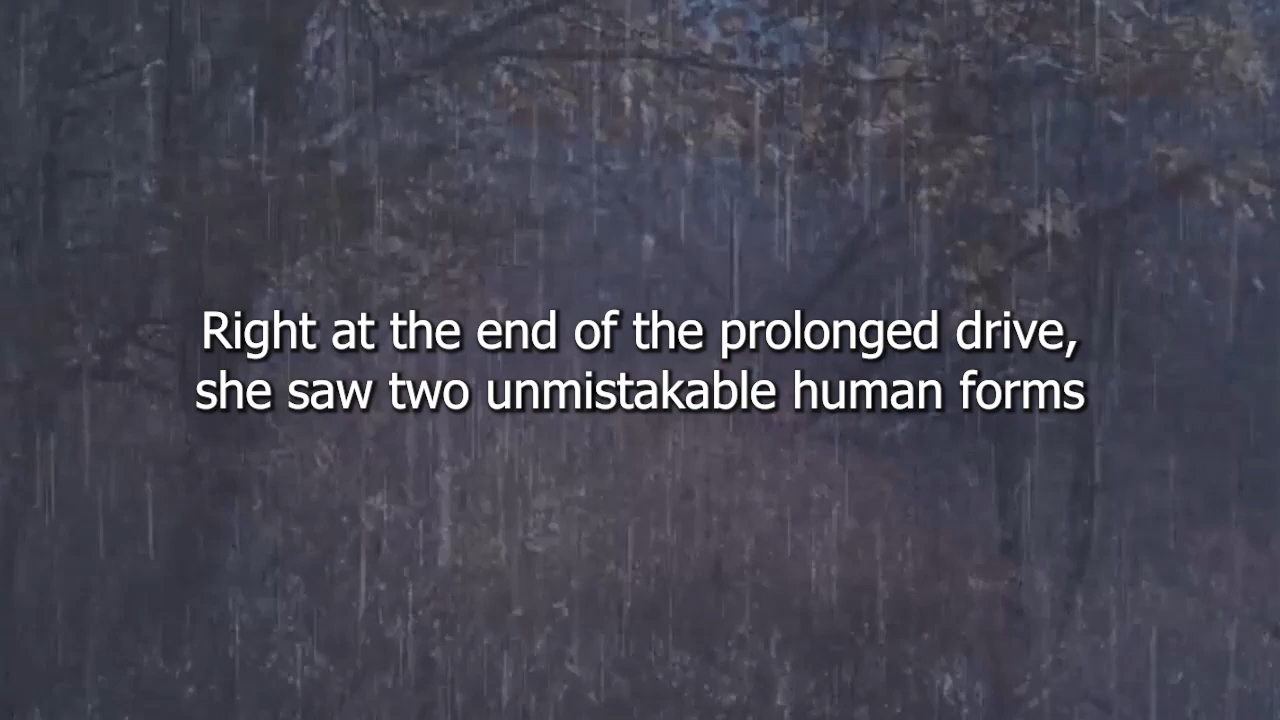 Right at the end of the prolonged drive,
she saw two unmistakable human forms